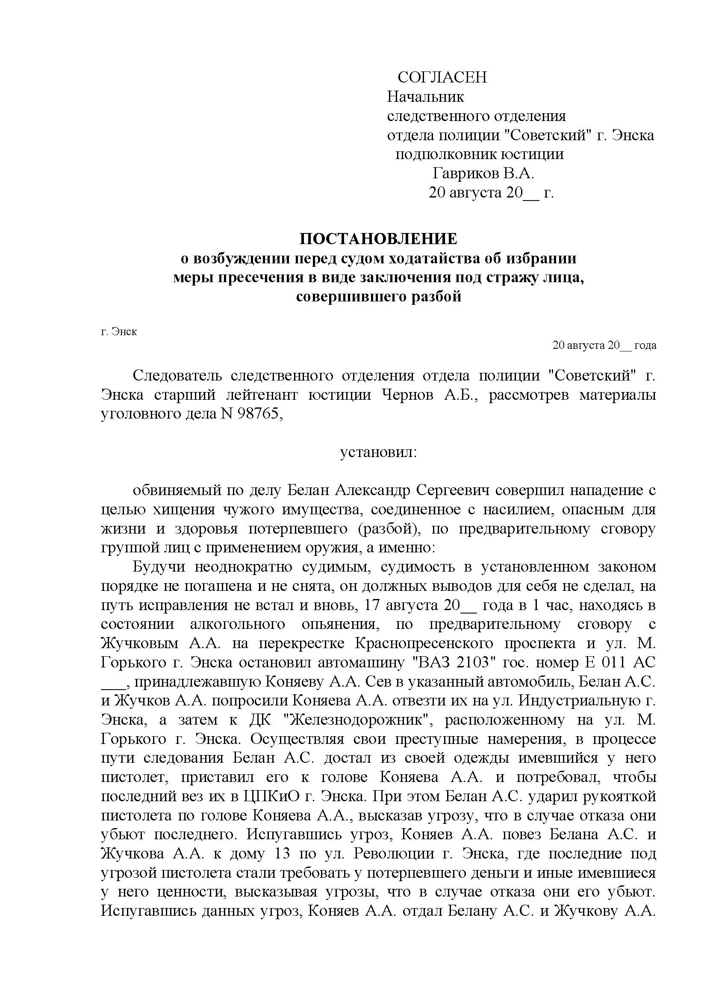 СОГЛАСЕН
Начальник
следственного отделения
отдела полиции "Советский" г. Энска
подполковник юстиции
Гавриков В.А.
20 августа 20__ г.
ПОСТАНОВЛЕНИЕ
о возбуждении перед судом ходатайства об избрании
меры пресечения в виде заключения под стражу лица,
совершившего разбой
г. Энск
20 августа 20__ года
Следователь следственного отделения отдела полиции "Советский" г.
Энска старший лейтенант юстиции Чернов А.Б., рассмотрев материалы
уголовного дела N 98765,
установил:
обвиняемый по делу Белан Александр Сергеевич совершил нападение с
целью хищения чужого имущества, соединенное с насилием, опасным для
жизни и здоровья потерпевшего (разбой), по предварительному сговору
группой лиц с применением оружия, а именно:
Будучи неоднократно судимым, судимость в установленном законом
порядке не погашена и не снята, он должных выводов для себя не сделал, на
путь исправления не встал и вновь, 17 августа 20__ года в 1 час, находясь в
состоянии алкогольного опьянения, по предварительному сговору с
Жучковым А.А. на перекрестке Краснопресенского проспекта и ул. М.
Горького г. Энска остановил автомашину "ВАЗ 2103" гос. номер Е 011 АС
___, принадлежавшую Коняеву А.А. Сев в указанный автомобиль, Белан А.С.
и Жучков А.А. попросили Коняева А.А. отвезти их на ул. Индустриальную г.
Энска, а затем к ДК "Железнодорожник", расположенному на ул. М.
Горького г. Энска. Осуществляя свои преступные намерения, в процессе
пути следования Белан А.С. достал из своей одежды имевшийся у него
пистолет, приставил его к голове Коняева А.А. и потребовал, чтобы
последний вез их в ЦПКиО г. Энска. При этом Белан А.С. ударил рукояткой
пистолета по голове Коняева А.А., высказав угрозу, что в случае отказа они
убьют последнего. Испугавшись угроз, Коняев А.А. повез Белана А.С. и
Жучкова А.А. к дому 13 по ул. Революции г. Энска, где последние под
угрозой пистолета стали требовать у потерпевшего деньги и иные имевшиеся
у него ценности, высказывая угрозы, что в случае отказа они его убьют.
Испугавшись данных угроз, Коняев А.А. отдал Белану А.С. и Жучкову А.А.